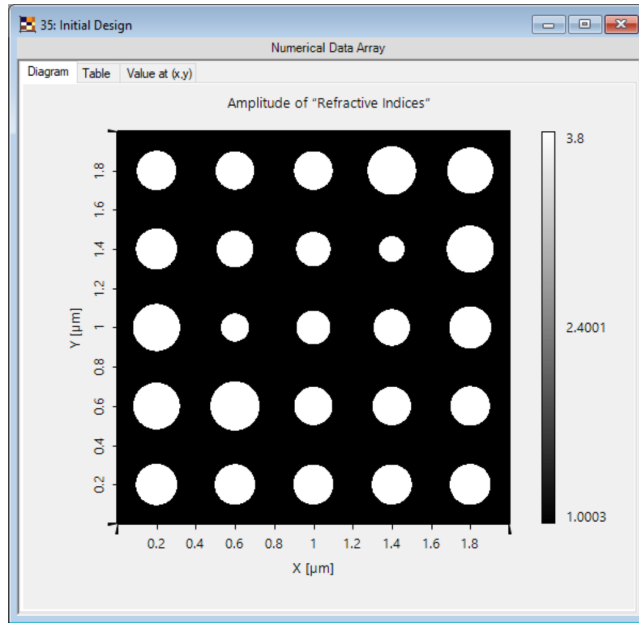 35: Initial Design
Numerical Data Array
Diagram Table Value at (x,y)
Amplitude of "Refractive Indices"
Y [µm]
1.8
1.6
1.4
1.2
1
0.8
0.6
0.4
0.2
0.2 0.4 0.6 0.8 1 1.2 1.4 1.6 1.8
X [µm]
3.8
2.4001
1.0003